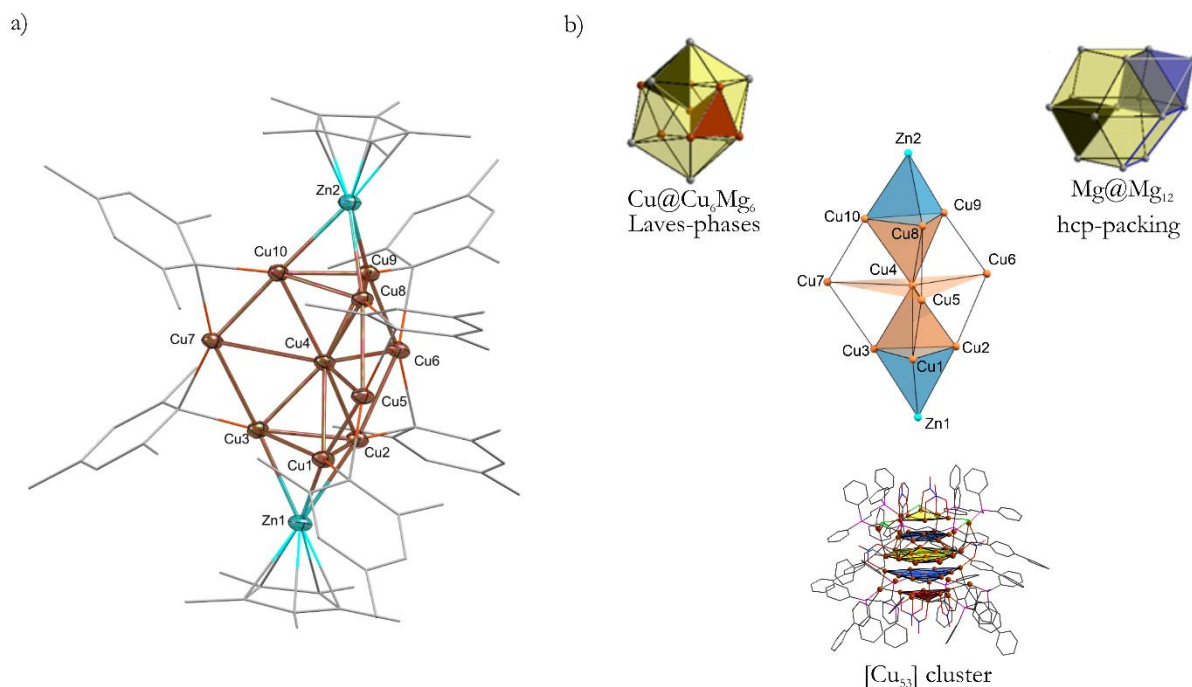 a)
Zn2
Cu10
Cu9
Cu8
Cu7
Cu4
Cu6
Cu5
Cu3
Cu2
Cu1
Zn1
b)
Cu@Cu₆Mg₆
Laves-phases
Mg@Mg₁₂
hcp-packing
Zn2
Cu10
Cu9
Cu8
Cu4
Cu6
Cu7
Cu5
Cu3
Cu2
Cu1
Zn1
[Cu₅₃] cluster